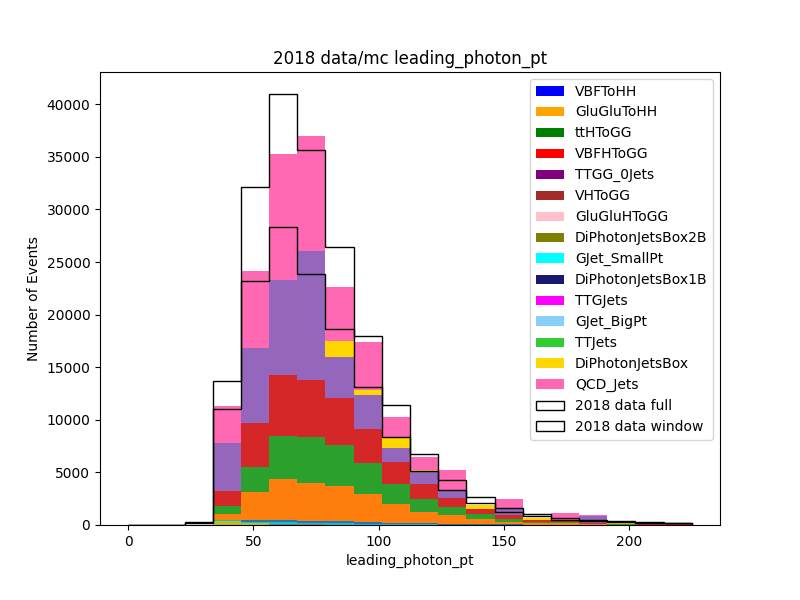 2018 data/mc leading_photon_pt
Number of Events
40000
35000
30000
25000
20000
15000
10000
5000
0
0
50
100
150
200
leading_photon_pt
VBFToHH
GluGluToHH
ttHToGG
VBFHToGG
TTGG_0Jets
VHToGG
GluGluHToGG
DiPhotonJetsBox2B
GJet_SmallPt
DiPhotonJetsBox1B
TTGJets
GJet_BigPt
TTJets
DiPhotonJetsBox
QCD_Jets
2018 data full
2018 data window